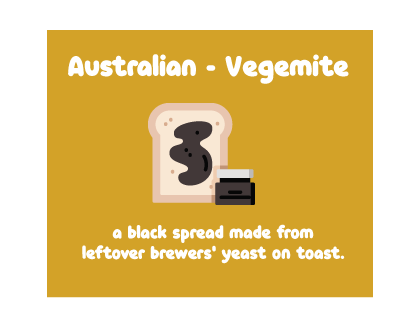 Australian - Vegemite
a black spread made from
leftover brewers' yeast on toast.